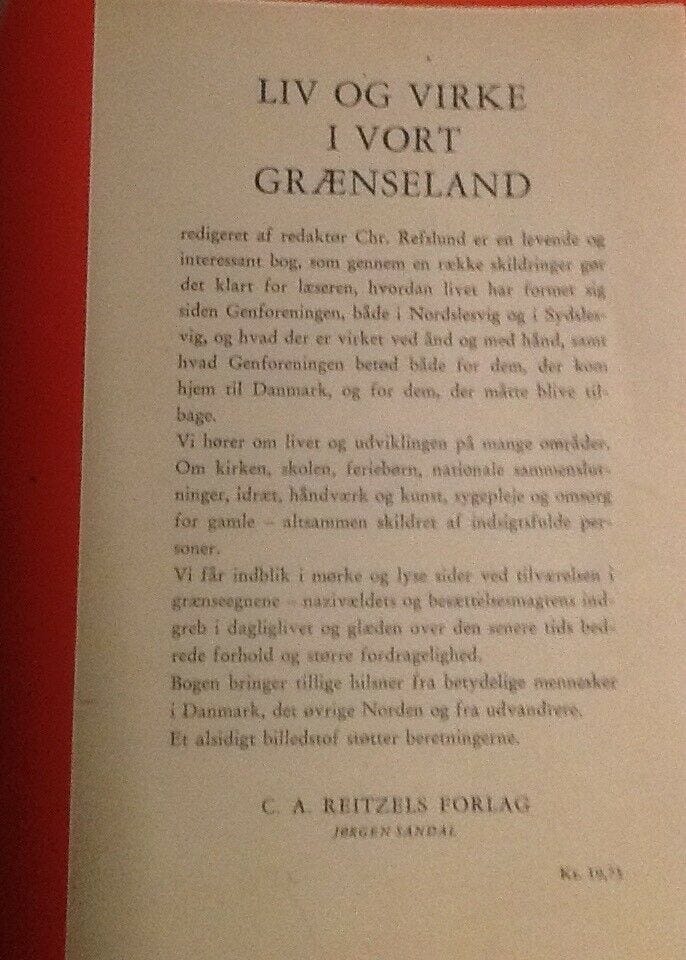 LIV OG VIRKE
I VORT
GRÆNSELAND
redigeret af redaktør Chr. Refslund er en levende og
interessant bog, som gennem en række skildringer gør
det klart for læseren, hvordan livet har formet sig
siden Genforeningen, både i Nordslesvig og i Sydsles-
vig, og hvad der er virket ved ånd og med hånd, samt
hvad Genforeningen betød både for dem, der kom
hjem til Danmark, og for dem, der måtte blive til-
bage.
Vi hører om livet og udviklingen på mange områder.
Om kirken, skolen, feriebørn, nationale sammenslut-
ninger, idræt, håndværk og kunst, sygepleje og omsorg
for gamle – altsammen skildret af indsigtsfulde per-
soner.
Vi får indblik i mørke og lyse sider ved tilværelsen i
grænseegnene – nazivældets og besættelsesmagtens ind-
greb i dagliglivet og glæden over den senere tids bed-
rede forhold og større fordragelighed.
Bogen bringer tillige hilsner fra betydelige mennesker
i Danmark, det øvrige Norden og fra udvandrere.
Et alsidigt billedstof støtter beretningerne.
C. A. REITZELS FORLAG
JØRGEN SANDAL
Kr. 19,75